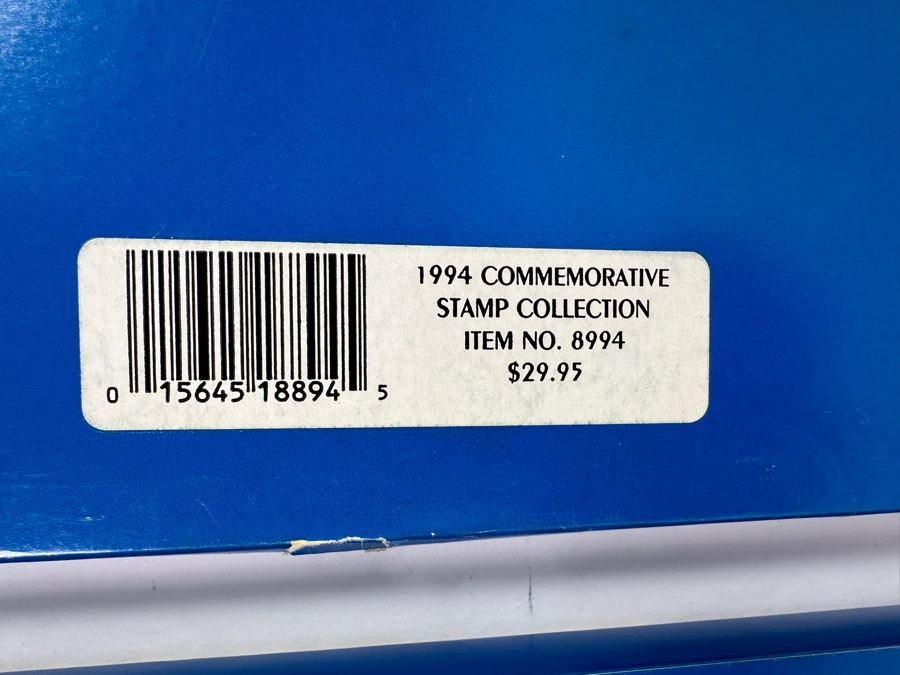 1994 COMMEMORATIVE
STAMP COLLECTION
ITEM NO. 8994
$29.95
0 15645 18894 5